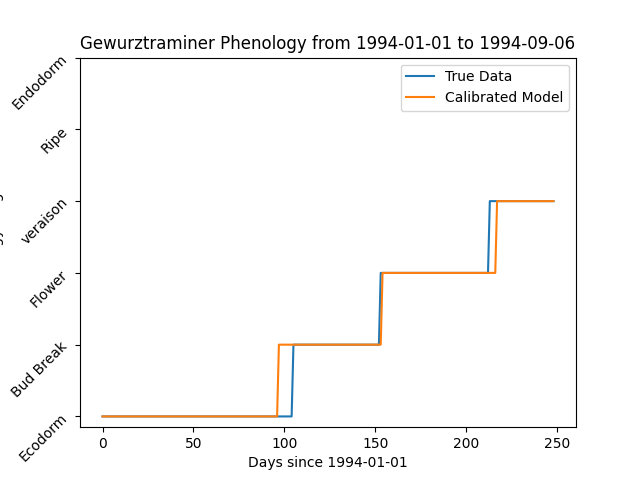 Gewurztraminer Phenology from 1994-01-01 to 1994-09-06
True Data
Calibrated Model
Endodorm
Ripe
veraison
Flower
Bud Break
Ecodorm
0 50 100 150 200 250
Days since 1994-01-01